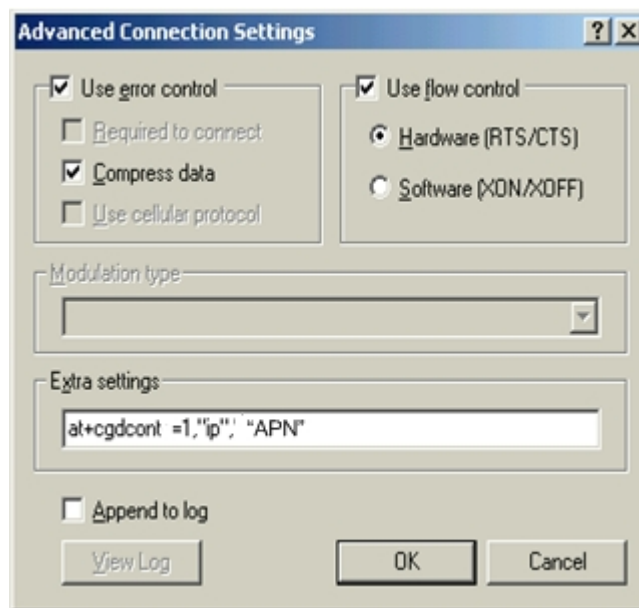 Advanced Connection Settings
Use error control
Required to connect
Compress data
Use cellular protocol
Use flow control
Hardware (RTS/CTS)
Software (XON/XOFF)
Modulation type
Extra settings
at+cgdcont =1,"ip",' “APN”
Append to log
View Log OK Cancel